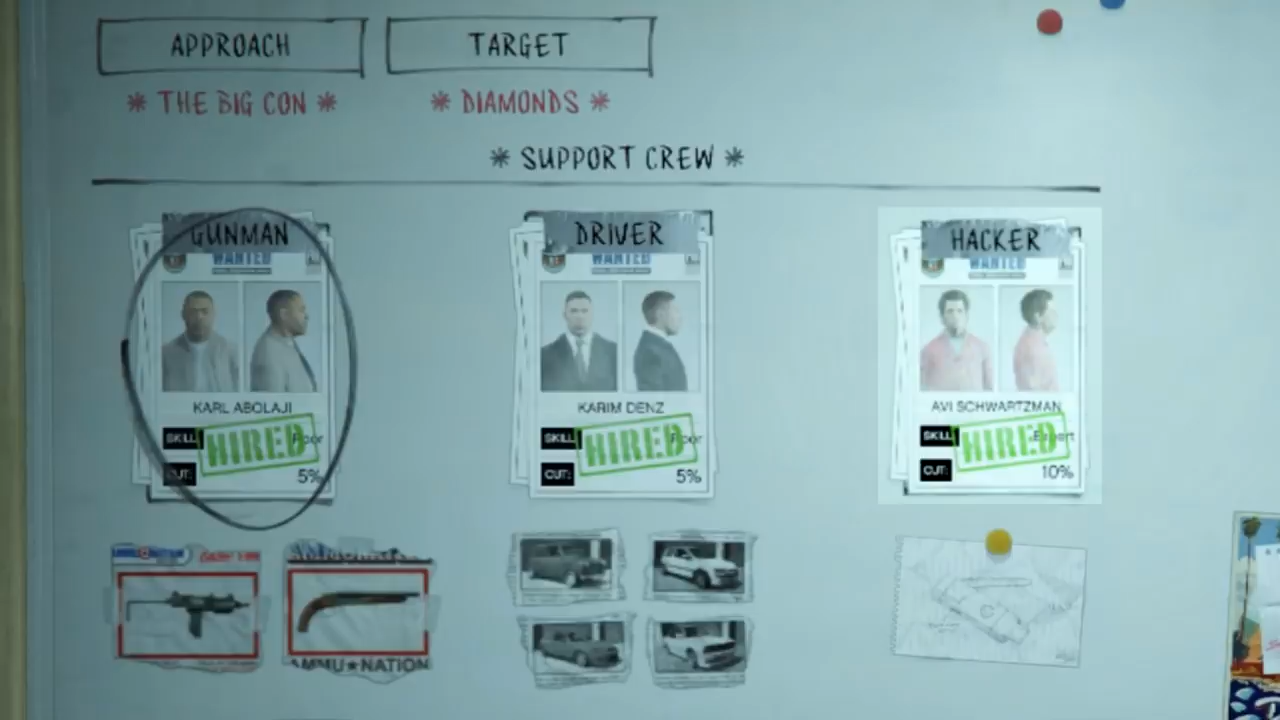 APPROACH
TARGET
* THE BIG CON *
* DIAMONDS *
* SUPPORT CREW *
GUNMAN
WANTED
KARL ABOLAJI
SKILL: Poor
HIRED
CUT: 5%
DRIVER
WANTED
KARIM DENZ
SKILL: Poor
HIRED
CUT: 5%
HACKER
WANTED
AVI SCHWARTZMAN
SKILL: Expert
HIRED
CUT: 10%
AMMU★NATION